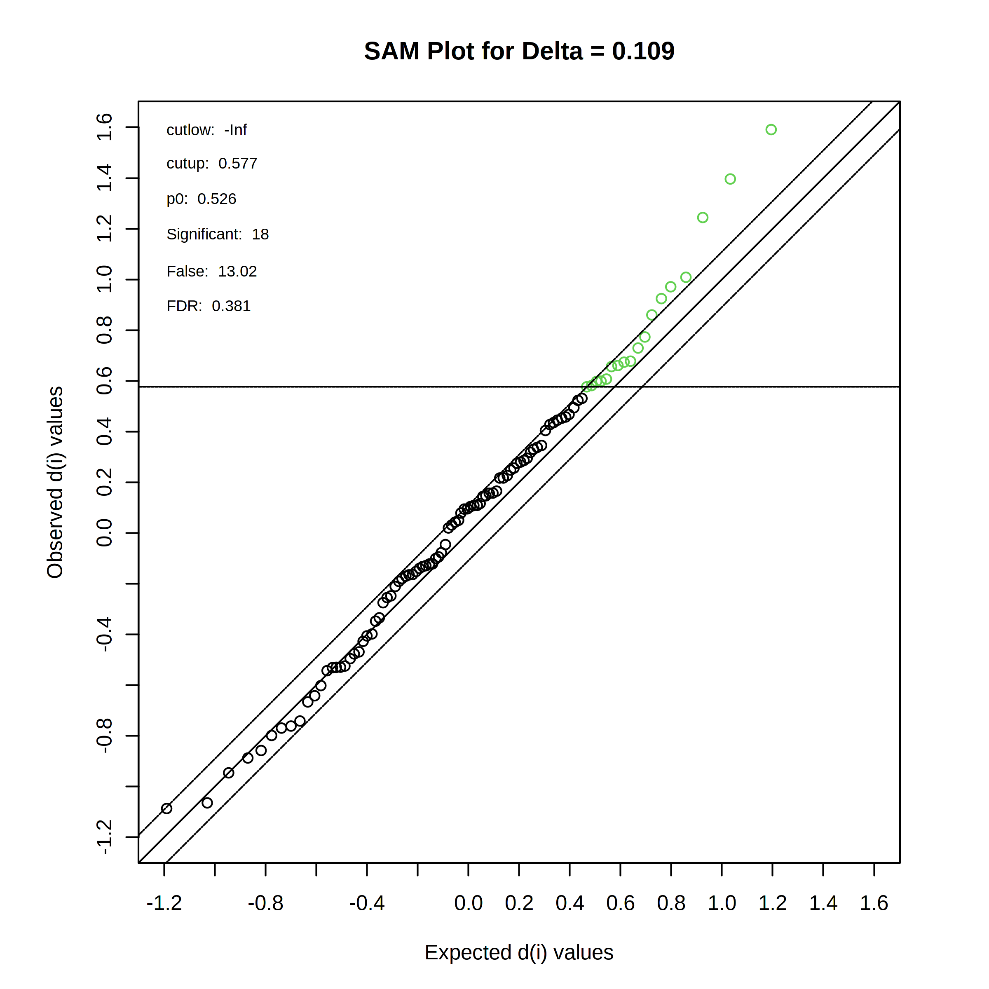 SAM Plot for Delta = 0.109
cutlow: -Inf
cutup: 0.577
p0: 0.526
Significant: 18
False: 13.02
FDR: 0.381
Observed d(i) values
1.6
1.4
1.2
1.0
0.8
0.6
0.4
0.2
0.0
-0.4
-0.8
-1.2
-1.2 -0.8 -0.4 0.0 0.2 0.4 0.6 0.8 1.0 1.2 1.4 1.6
Expected d(i) values